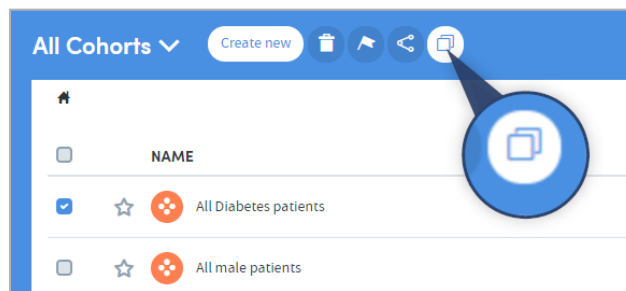 All Cohorts
Create new
NAME
All Diabetes patients
All male patients